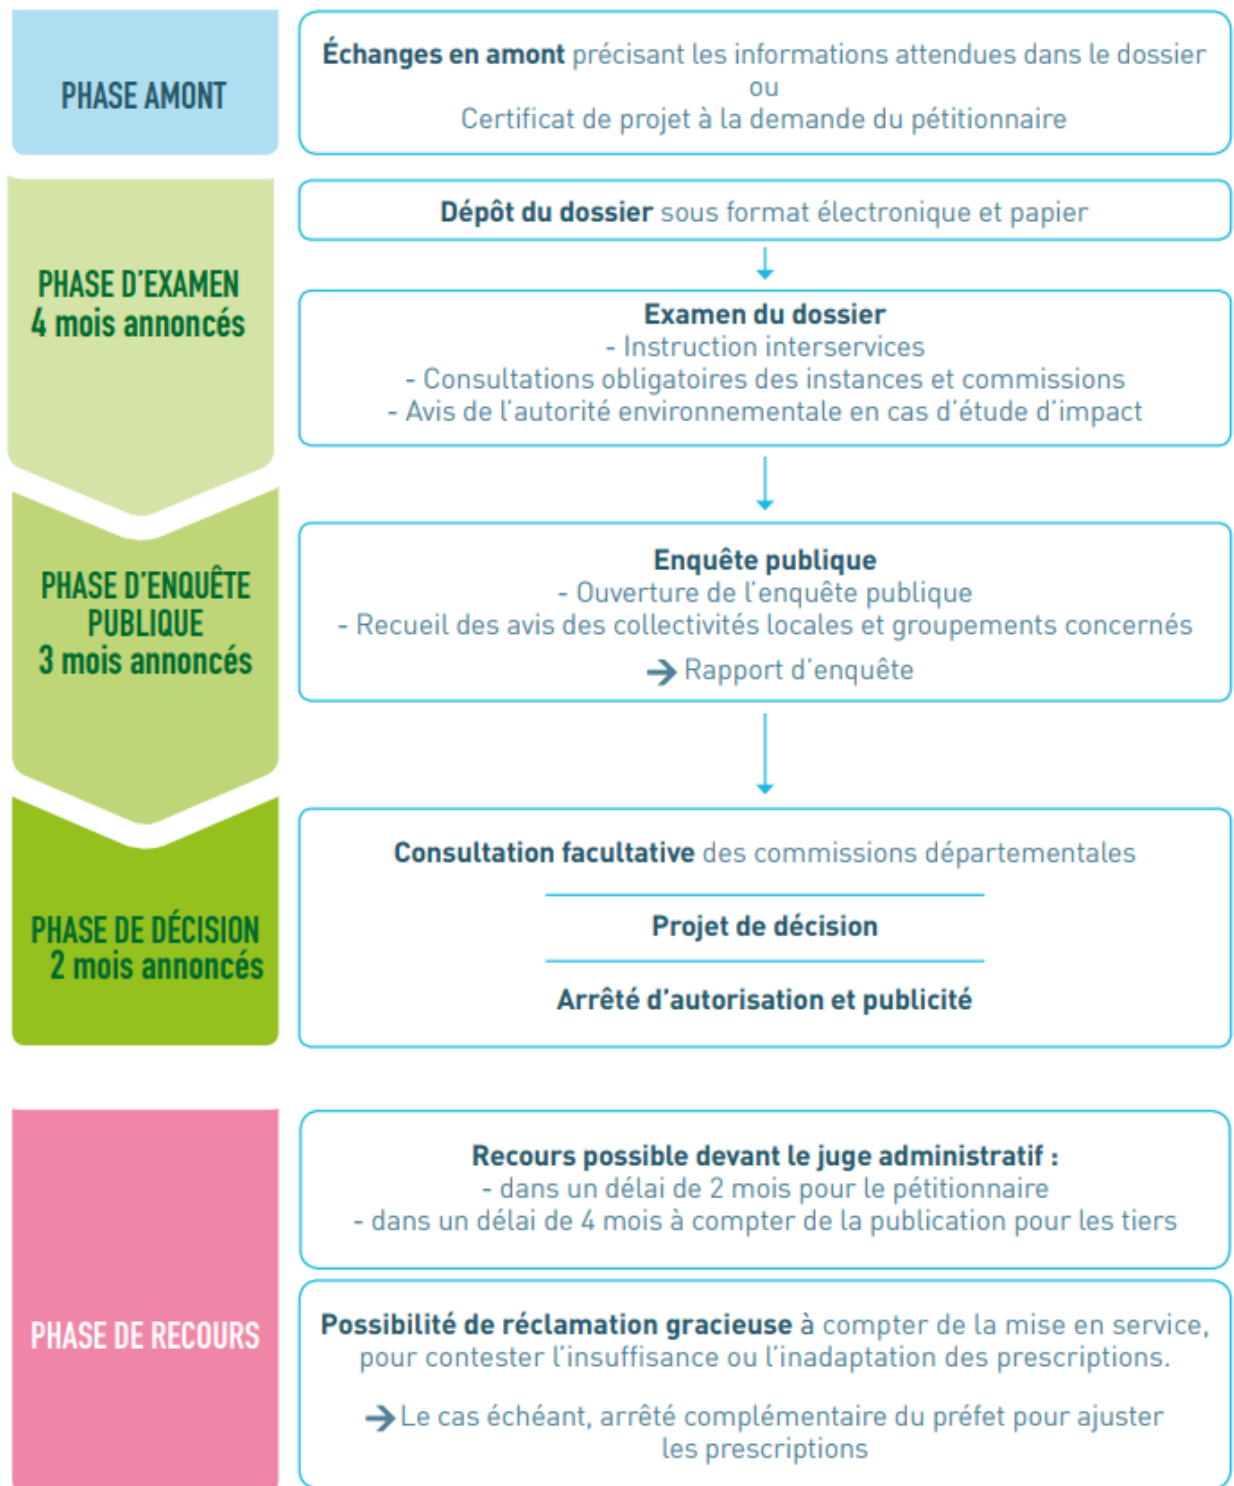 PHASE AMONT
Échanges en amont précisant les informations attendues dans le dossier
ou
Certificat de projet à la demande du pétitionnaire
PHASE D'EXAMEN
4 mois annoncés
Dépôt du dossier sous format électronique et papier
Examen du dossier
- Instruction interservices
- Consultations obligatoires des instances et commissions
- Avis de l'autorité environnementale en cas d'étude d'impact
PHASE D'ENQUÊTE
PUBLIQUE
3 mois annoncés
Enquête publique
- Ouverture de l'enquête publique
- Recueil des avis des collectivités locales et groupements concernés
→ Rapport d'enquête
PHASE DE DÉCISION
2 mois annoncés
Consultation facultative des commissions départementales
Projet de décision
Arrêté d'autorisation et publicité
PHASE DE RECOURS
Recours possible devant le juge administratif :
- dans un délai de 2 mois pour le pétitionnaire
- dans un délai de 4 mois à compter de la publication pour les tiers
Possibilité de réclamation gracieuse à compter de la mise en service,
pour contester l'insuffisance ou l'inadaptation des prescriptions.
→ Le cas échéant, arrêté complémentaire du préfet pour ajuster
les prescriptions